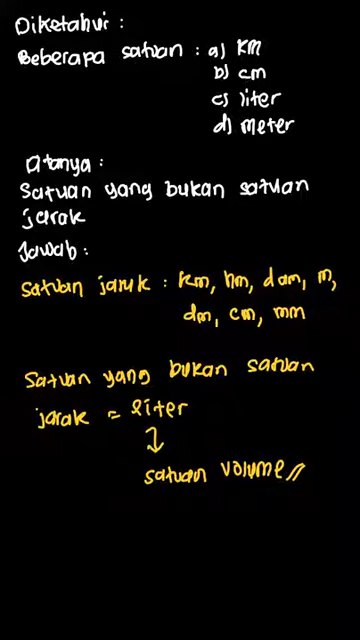 Diketahui :
Beberapa satuan : a) km
b) cm
c) liter
d) meter
Ditanya :
Satuan yang bukan satuan
jarak
Jawab :
Satuan jarak : km, hm, dam, m,
dm, cm, mm
Satuan yang bukan satuan
jarak = liter
↓
satuan volume //